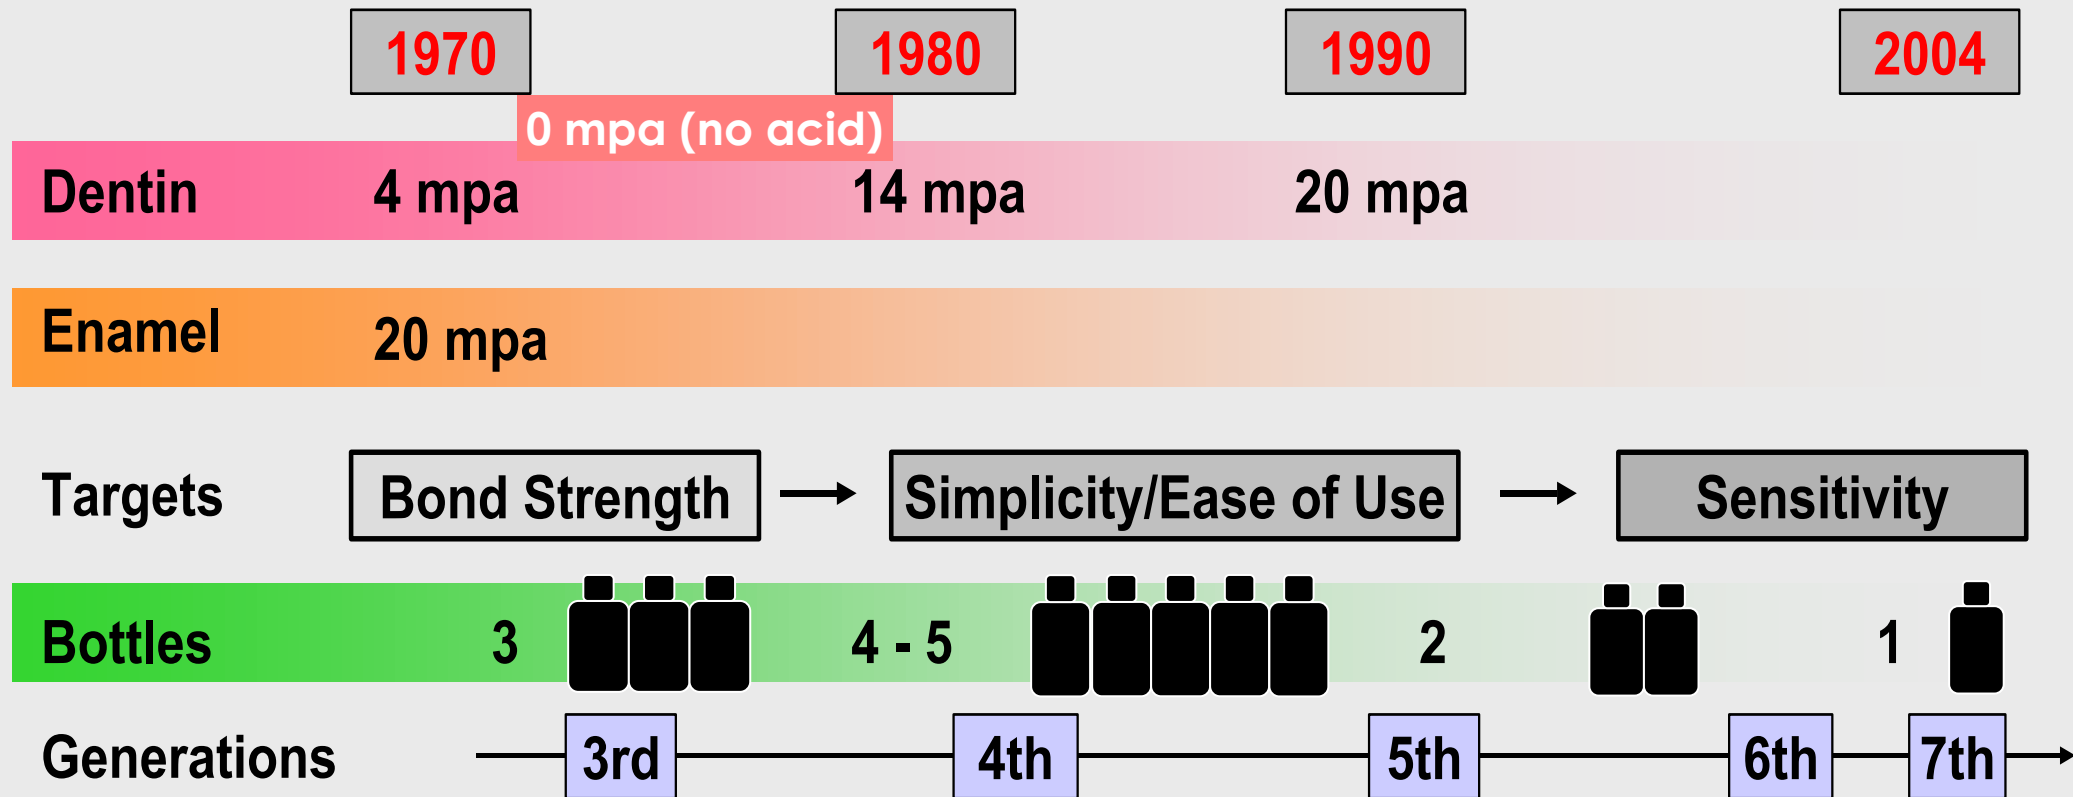 1970 1980 1990 2004
0 mpa (no acid)
Dentin 4 mpa 14 mpa 20 mpa
Enamel 20 mpa
Targets Bond Strength Simplicity/Ease of Use Sensitivity
Bottles 3 4 - 5 2 1
Generations 3rd 4th 5th 6th 7th